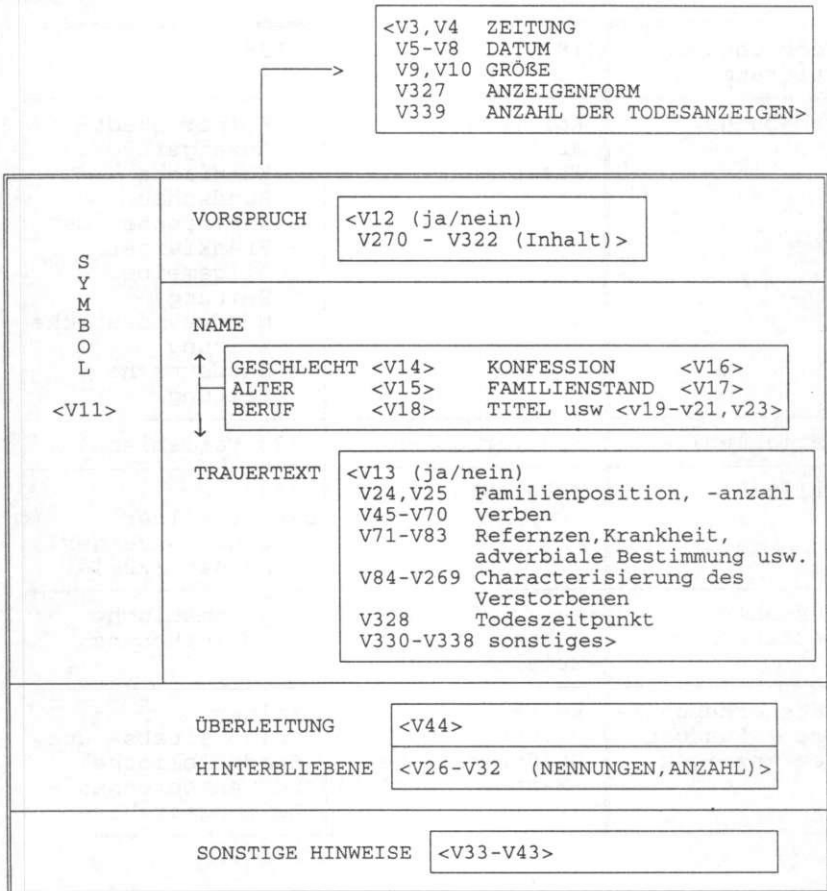 <V3,V4 ZEITUNG
V5-V8 DATUM
V9,V10 GRÖßE
V327 ANZEIGENFORM
V339 ANZAHL DER TODESANZEIGEN>
VORSPRUCH <V12 (ja/nein)
V270 - V322 (Inhalt)>
S
Y
M
B
O
L
<V11>
NAME
GESCHLECHT <V14> KONFESSION <V16>
ALTER <V15> FAMILIENSTAND <V17>
BERUF <V18> TITEL usw <v19-v21,v23>
TRAUERTEXT <V13 (ja/nein)
V24,V25 Familienposition, -anzahl
V45-V70 Verben
V71-V83 Refernzen,Krankheit,
adverbiale Bestimmung usw.
V84-V269 Characterisierung des
Verstorbenen
V328 Todeszeitpunkt
V330-V338 sonstiges>
ÜBERLEITUNG <V44>
HINTERBLIEBENE <V26-V32 (NENNUNGEN,ANZAHL)>
SONSTIGE HINWEISE <V33-V43>